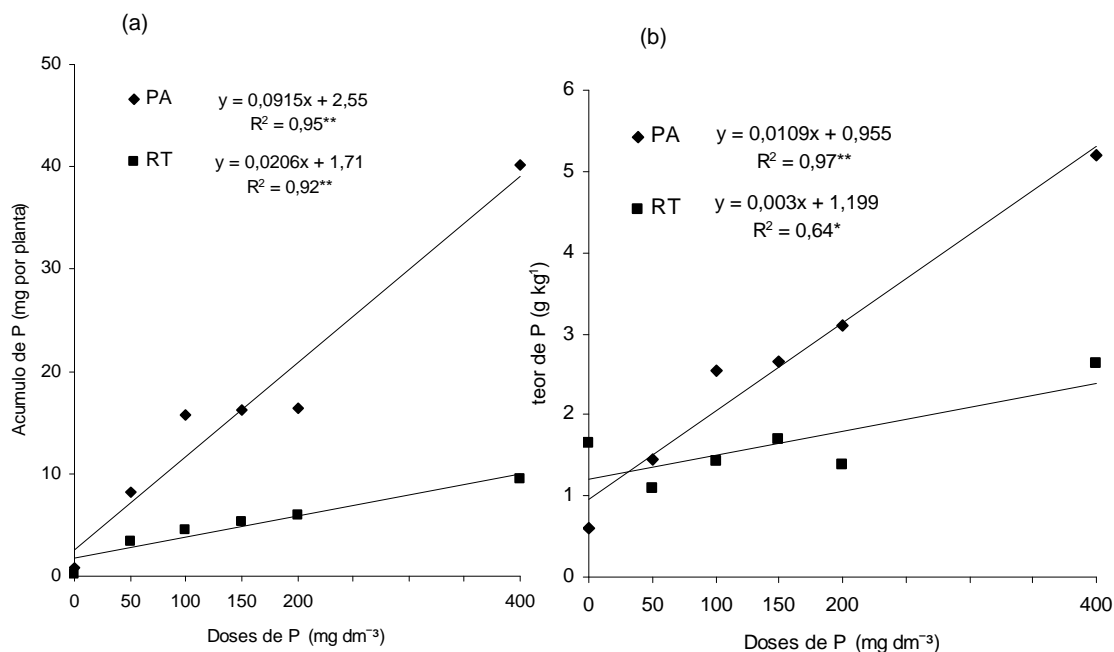 (a)
50
40
30
20
10
0
Acumulo de P (mg por planta)
PA y = 0,0915x + 2,55
R² = 0,95**
RT y = 0,0206x + 1,71
R² = 0,92**
0 50 100 150 200 400
Doses de P (mg dm⁻³)
(b)
6
5
4
3
2
1
0
teor de P (g kg¹)
PA y = 0,0109x + 0,955
R² = 0,97**
RT y = 0,003x + 1,199
R² = 0,64*
0 50 100 150 200 400
Doses de P (mg dm⁻³)